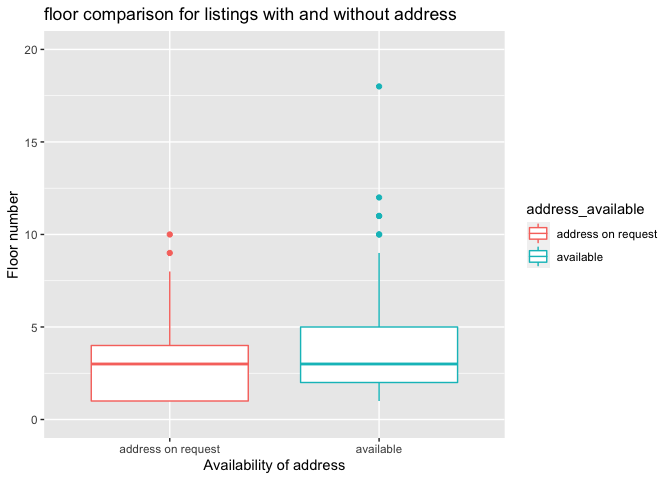 floor comparison for listings with and without address
20
15
10
5
0
Floor number
address on request
available
Availability of address
address_available
address on request
available